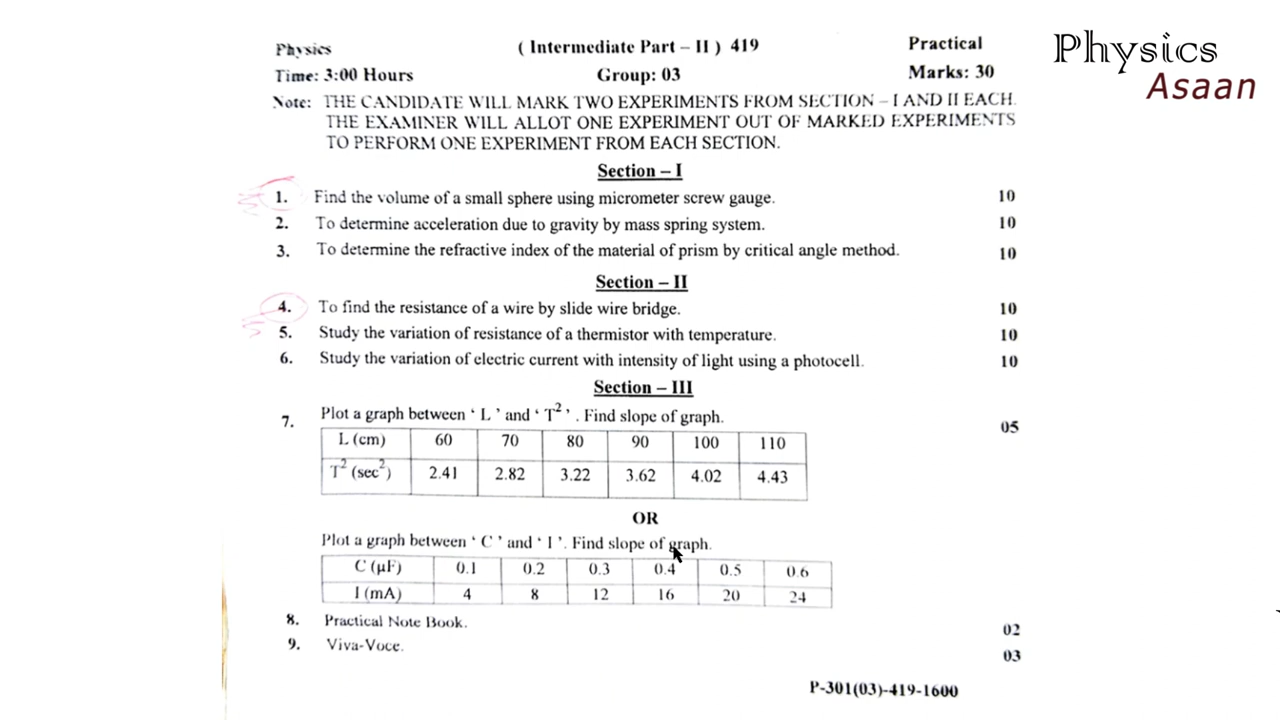 Physics
Asaan
Physics ( Intermediate Part – II ) 419 Practical
Time: 3:00 Hours Group: 03 Marks: 30
Note: THE CANDIDATE WILL MARK TWO EXPERIMENTS FROM SECTION – I AND II EACH.
THE EXAMINER WILL ALLOT ONE EXPERIMENT OUT OF MARKED EXPERIMENTS
TO PERFORM ONE EXPERIMENT FROM EACH SECTION.
Section – I
1. Find the volume of a small sphere using micrometer screw gauge. 10
2. To determine acceleration due to gravity by mass spring system. 10
3. To determine the refractive index of the material of prism by critical angle method. 10
Section – II
4. To find the resistance of a wire by slide wire bridge. 10
5. Study the variation of resistance of a thermistor with temperature. 10
6. Study the variation of electric current with intensity of light using a photocell. 10
Section – III
7. Plot a graph between ‘ L ’ and ‘ T² ’ . Find slope of graph. 05
L (cm) 60 70 80 90 100 110
T² (sec²) 2.41 2.82 3.22 3.62 4.02 4.43
OR
Plot a graph between ‘ C ’ and ‘ I ’. Find slope of graph.
C (µF) 0.1 0.2 0.3 0.4 0.5 0.6
I (mA) 4 8 12 16 20 24
8. Practical Note Book. 02
9. Viva-Voce. 03
P-301(03)-419-1600